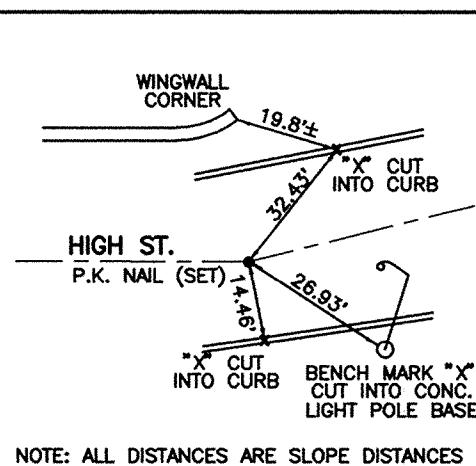 WINGWALL
CORNER
19.8'±
"X" CUT
INTO CURB
32.43'
HIGH ST.
P.K. NAIL (SET)
14.46'
26.93'
"X" CUT
INTO CURB
BENCH MARK "X"
CUT INTO CONC.
LIGHT POLE BASE
NOTE: ALL DISTANCES ARE SLOPE DISTANCES